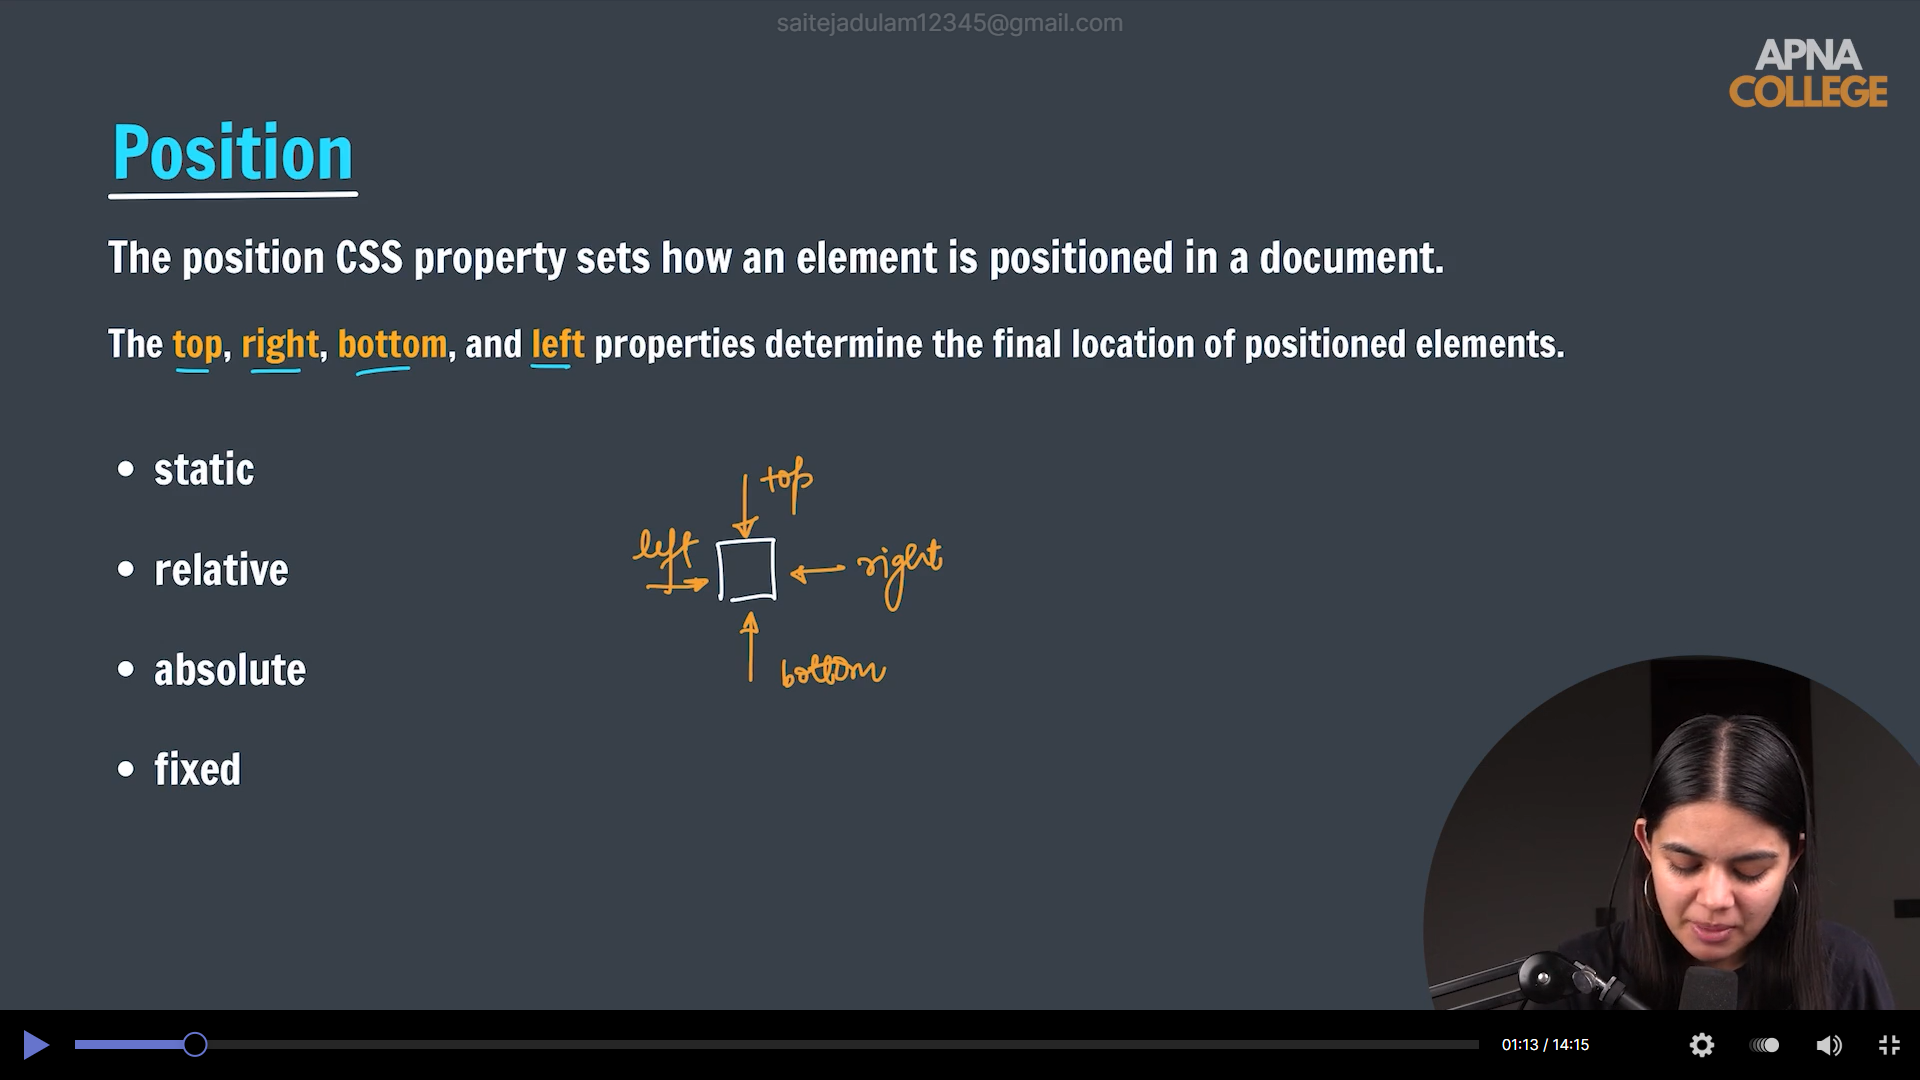 saitejadulam12345@gmail.com
APNA
COLLEGE
Position
The position CSS property sets how an element is positioned in a document.
The top, right, bottom, and left properties determine the final location of positioned elements.
• static
• relative
• absolute
• fixed
top
left
right
bottom
01:13 / 14:15